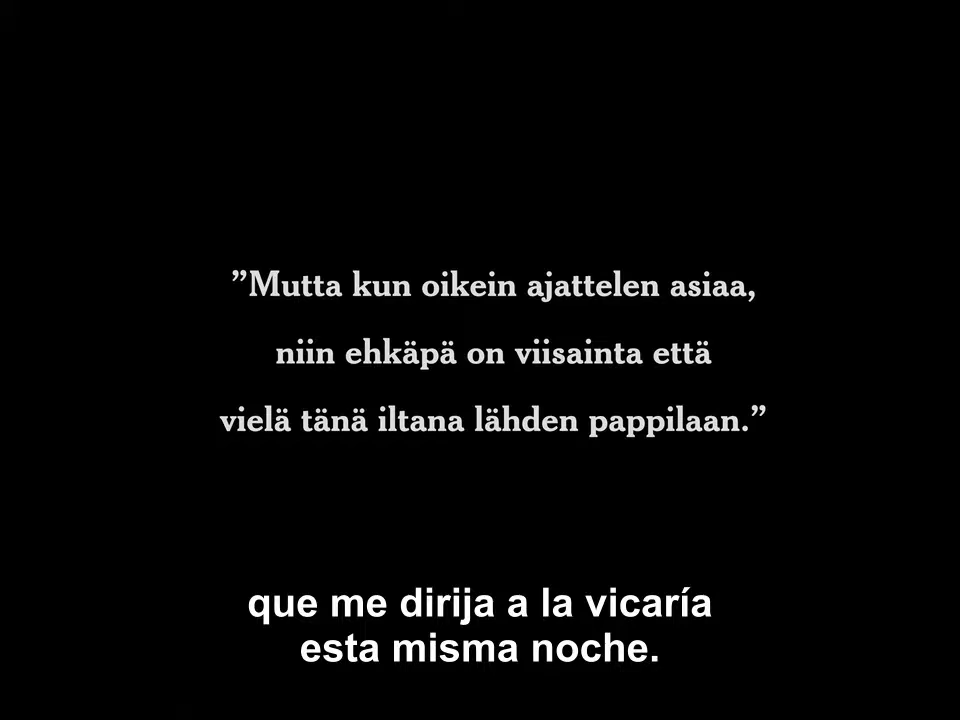 ”Mutta kun oikein ajattelen asiaa,
niin ehkäpä on viisainta että
vielä tänä iltana lähden pappilaan.”
que me dirija a la vicaría
esta misma noche.